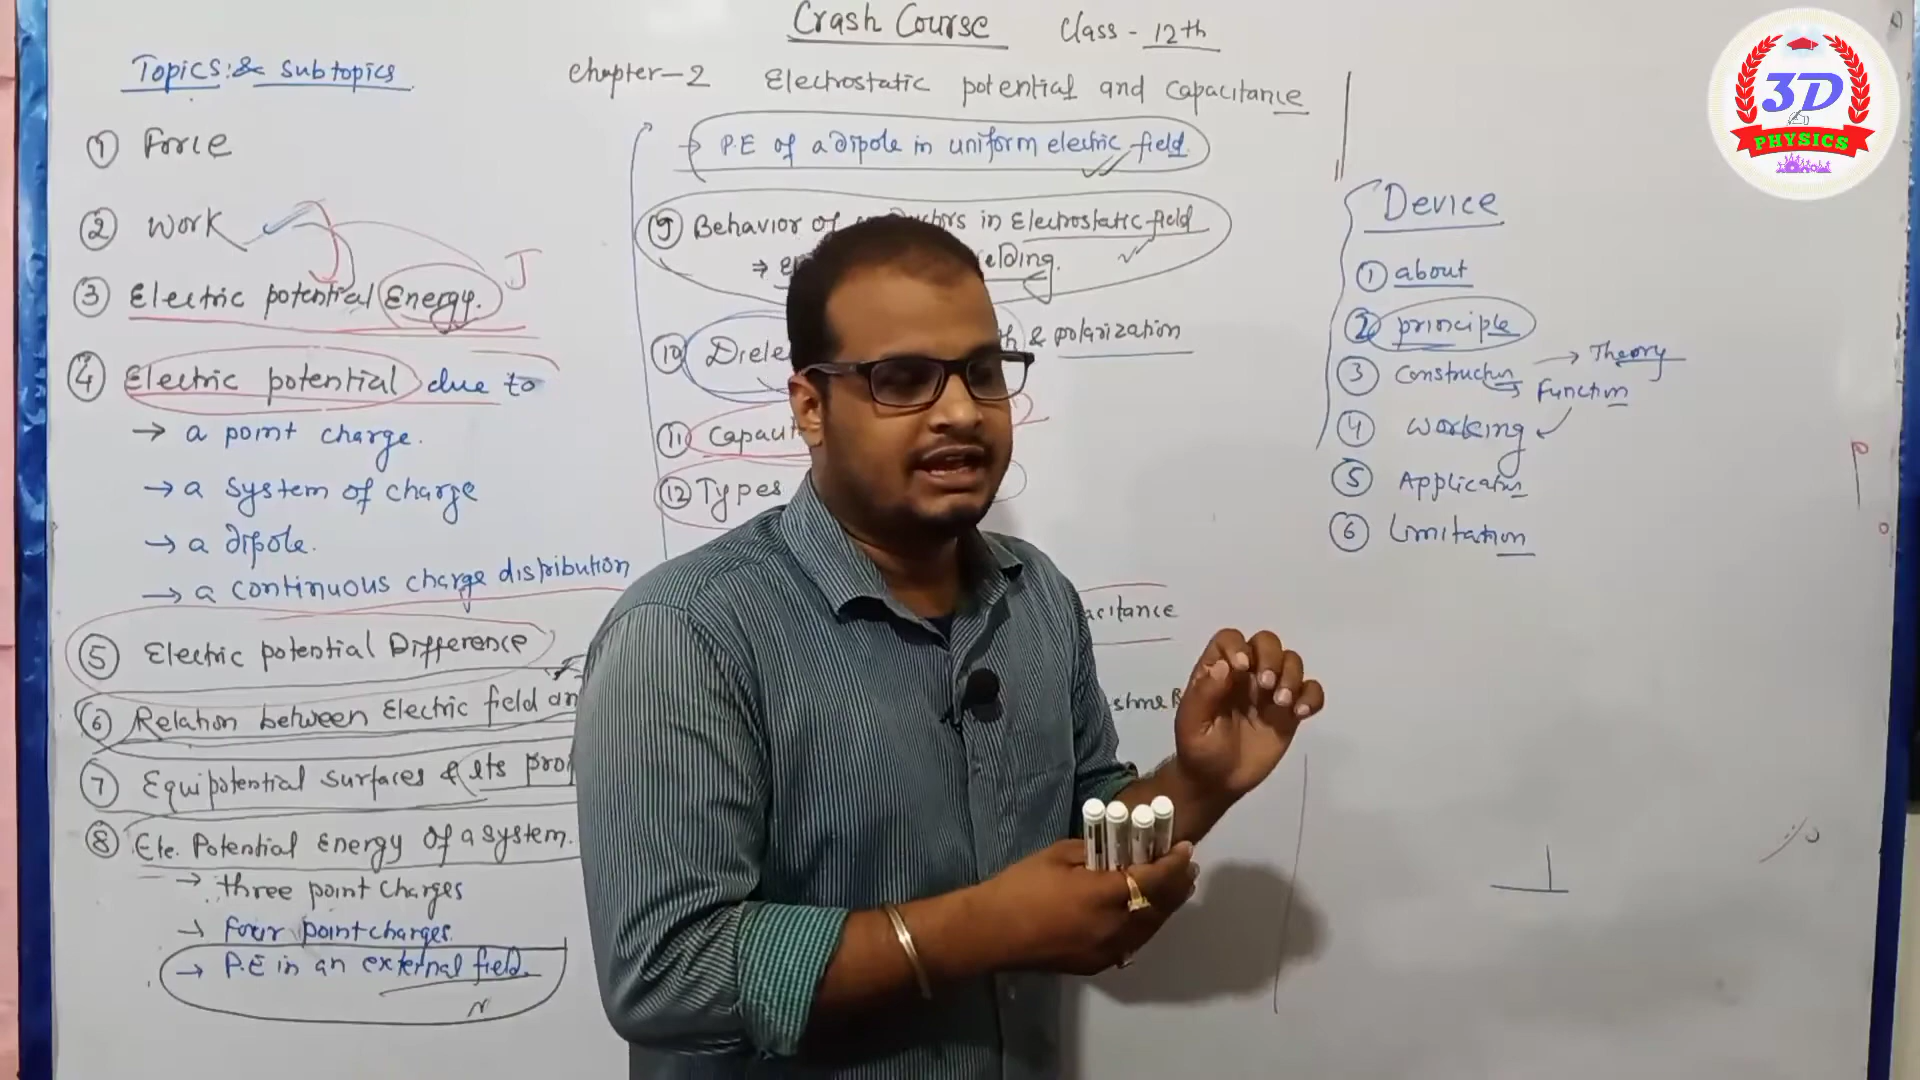 Crash Course Class - 12th
Chapter-2 Electrostatic potential and Capacitance
Topics: & subtopics
① Force
② Work
③ Electric potential Energy. J
④ Electric potential due to
→ a point charge.
→ a system of charge
→ a dipole.
→ a continuous charge distribution
⑤ Electric potential Difference
⑥ Relation between Electric field
⑦ Equipotential surfaces & its
⑧ Ele. Potential Energy of a system.
→ three point charges
→ four point charges.
→ P.E in an external field.
→ P.E of a dipole in uniform electric field.
⑨ Behavior of in Electrostatic field
⑩ & polarization
⑪
⑫ Types
Device
① about
② principle
③ Construction → Theory
Function
④ Working
⑤ Application
⑥ Limitation
3D
PHYSICS